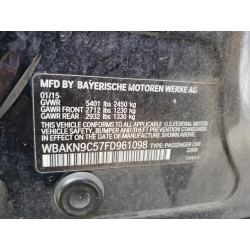 MFD BY BAYERISCHE MOTOREN WERKE AG
01/15
GVWR 5401 lbs 2450 kg
GAWR FRONT 2712 lbs 1230 kg
GAWR REAR 2932 lbs 1330 kg
THIS VEHICLE CONFORMS TO ALL APPLICABLE FEDERAL MOTOR
VEHICLE SAFETY, BUMPER, AND THEFT PREVENTION STANDARDS
IN EFFECT ON THE DATE OF MANUFACTURE SHOWN ABOVE.
WBAKN9C57FD961098 TYPE: PASSENGER CAR